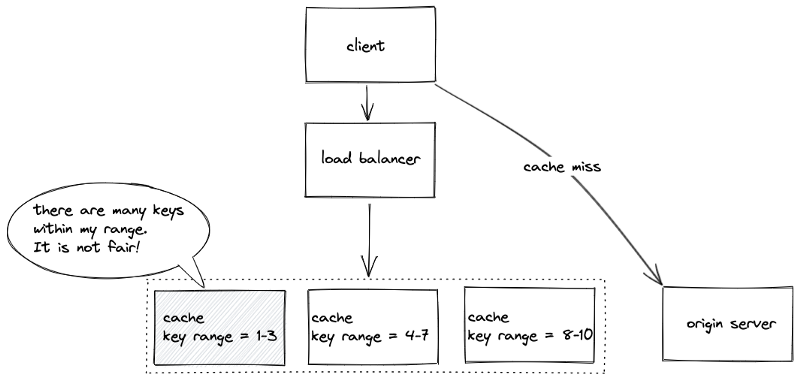 client
load balancer
cache miss
there are many keys
within my range.
It is not fair!
cache
key range = 1-3
cache
key range = 4-7
cache
key range = 8-10
origin server